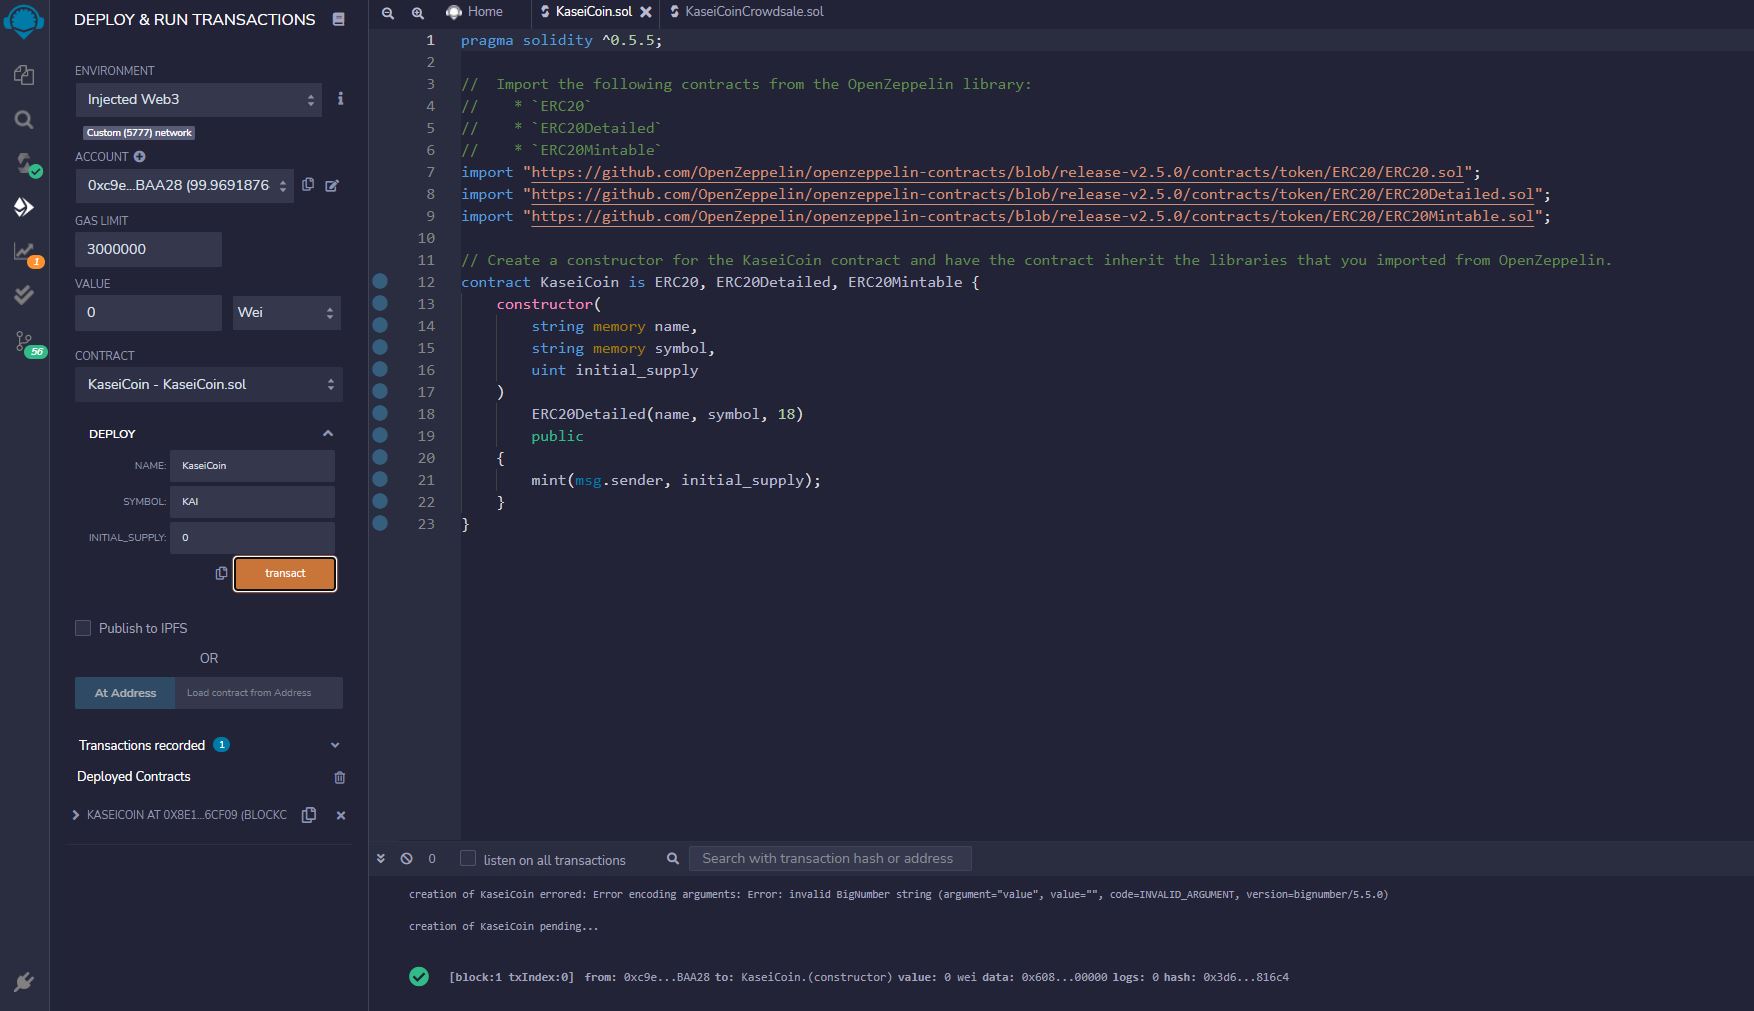 DEPLOY & RUN TRANSACTIONS
ENVIRONMENT
Injected Web3
Custom (5777) network
ACCOUNT
0xc9e...BAA28 (99.9691876
GAS LIMIT
3000000
VALUE
0 Wei
CONTRACT
KaseiCoin - KaseiCoin.sol
DEPLOY
NAME: KaseiCoin
SYMBOL: KAI
INITIAL_SUPPLY: 0
transact
Publish to IPFS
OR
At Address Load contract from Address
Transactions recorded 1
Deployed Contracts
KASEICOIN AT 0X8E1...6CF09 (BLOCKC
1
56
Home KaseiCoin.sol KaseiCoinCrowdsale.sol
1 pragma solidity ^0.5.5;
2
3 //  Import the following contracts from the OpenZeppelin library:
4 //    * `ERC20`
5 //    * `ERC20Detailed`
6 //    * `ERC20Mintable`
7 import "https://github.com/OpenZeppelin/openzeppelin-contracts/blob/release-v2.5.0/contracts/token/ERC20/ERC20.sol";
8 import "https://github.com/OpenZeppelin/openzeppelin-contracts/blob/release-v2.5.0/contracts/token/ERC20/ERC20Detailed.sol";
9 import "https://github.com/OpenZeppelin/openzeppelin-contracts/blob/release-v2.5.0/contracts/token/ERC20/ERC20Mintable.sol";
10
11 // Create a constructor for the KaseiCoin contract and have the contract inherit the libraries that you imported from OpenZeppelin.
12 contract KaseiCoin is ERC20, ERC20Detailed, ERC20Mintable {
13     constructor(
14         string memory name,
15         string memory symbol,
16         uint initial_supply
17     )
18         ERC20Detailed(name, symbol, 18)
19         public
20     {
21         mint(msg.sender, initial_supply);
22     }
23 }
0 listen on all transactions Search with transaction hash or address
creation of KaseiCoin errored: Error encoding arguments: Error: invalid BigNumber string (argument="value", value="", code=INVALID_ARGUMENT, version=bignumber/5.5.0)
creation of KaseiCoin pending...
[block:1 txIndex:0] from: 0xc9e...BAA28 to: KaseiCoin.(constructor) value: 0 wei data: 0x608...00000 logs: 0 hash: 0x3d6...816c4